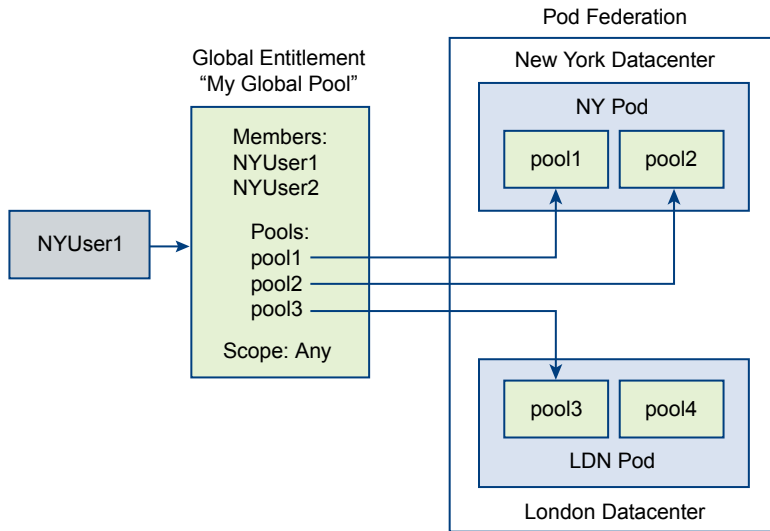 Pod Federation
Global Entitlement
“My Global Pool”
New York Datacenter
NY Pod
pool1
pool2
Members:
NYUser1
NYUser2
NYUser1
Pools:
pool1
pool2
pool3
Scope: Any
pool3
pool4
LDN Pod
London Datacenter